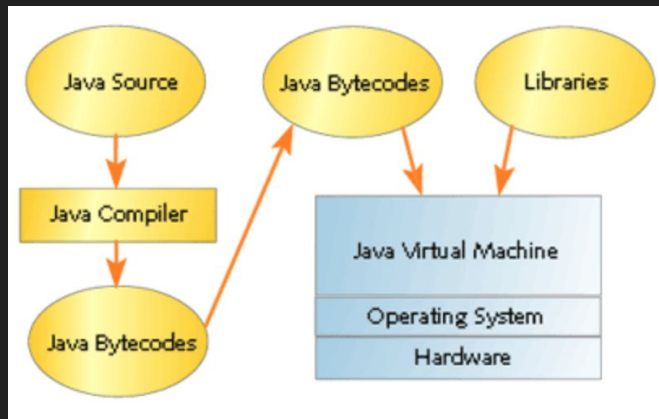 Java Source
Java Bytecodes
Libraries
Java Compiler
Java Virtual Machine
Operating System
Java Bytecodes
Hardware